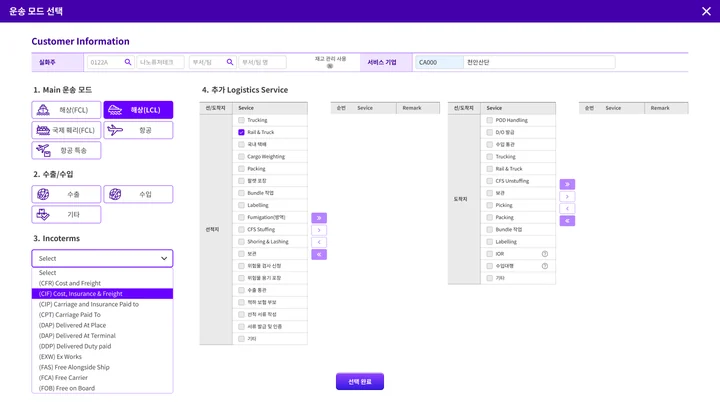 운송 모드 선택
Customer Information
실화주
0122A
나노퓨처테크
부서/팀
부서/팀 명
재고 관리 사용
서비스 기업
CA000
천안산단
1. Main 운송 모드
해상(FCL)
해상(LCL)
국제 페리(FCL)
항공
항공 특송
2. 수출/수입
수출
수입
기타
3. Incoterms
Select
Select
(CFR) Cost and Freight
(CIF) Cost, Insurance & Freight
(CIP) Carriage and Insurance Paid to
(CPT) Carriage Paid To
(DAP) Delivered At Place
(DAP) Delivered At Terminal
(DDP) Delivered Duty paid
(EXW) Ex Works
(FAS) Free Alongside Ship
(FCA) Free Carrier
(FOB) Free on Board
4. 추가 Logistics Service
선/도착지 Sevice
선적지
Trucking
Rail & Truck
국내 택배
Cargo Weighting
Packing
팔렛 포장
Bundle 작업
Labelling
Fumigation(방역)
CFS Stuffing
Shoring & Lashing
보관
위험물 검사 신청
위험물 용기 포장
수출 통관
적하 보험 부보
선적 서류 작성
서류 발급 및 인증
기타
순번 Sevice Remark
선/도착지 Sevice
도착지
POD Handling
D/O 발급
수입 통관
Trucking
Rail & Truck
CFS Unstuffing
보관
Picking
Packing
Bundle 작업
Labelling
IOR
수입대행
기타
순번 Sevice Remark
선택 완료